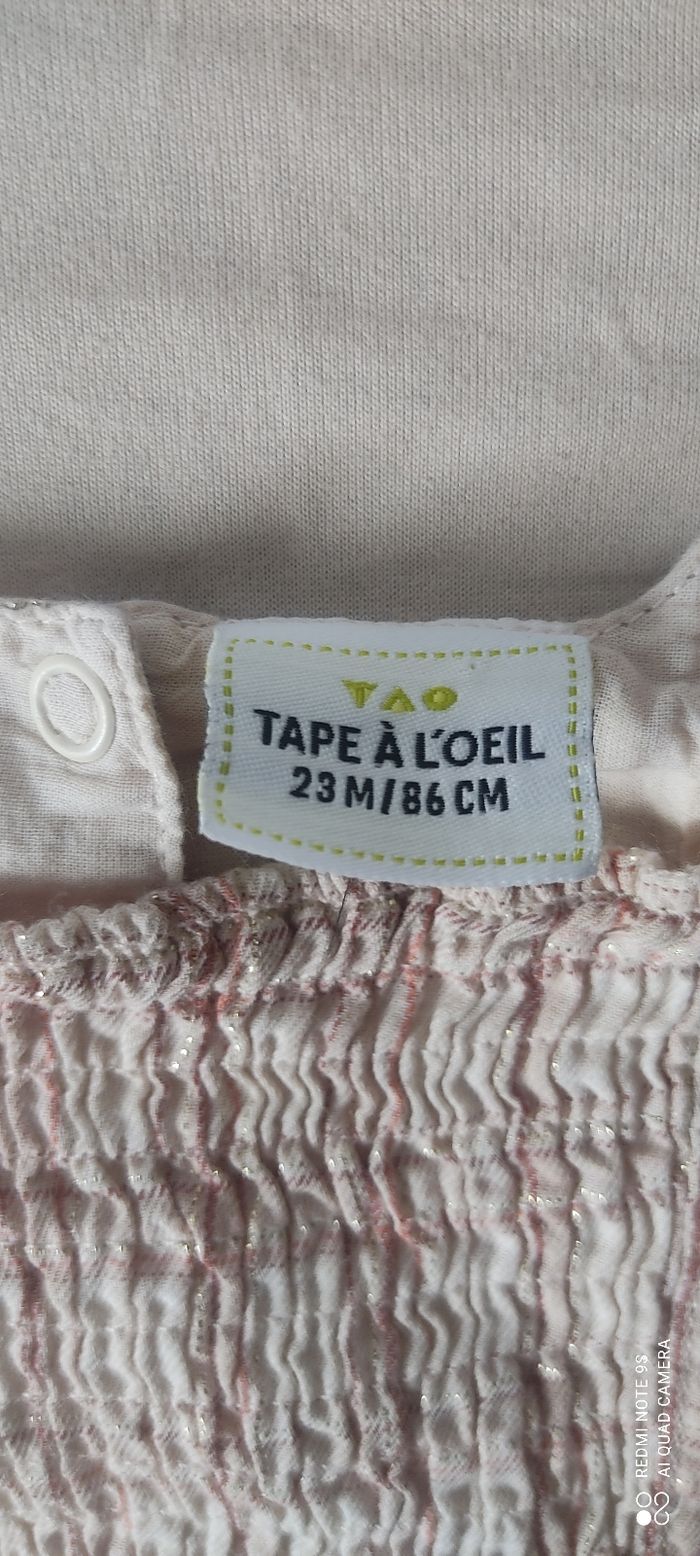 TAO
TAPE À L'OEIL
23 M/86 CM
REDMI NOTE 9S
AI QUAD CAMERA